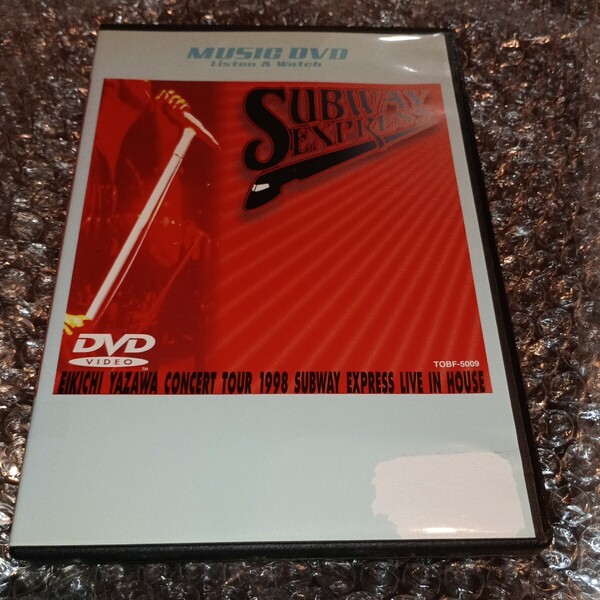 MUSIC DVD
Listen & Watch
SUBWAY
EXPRESS
DVD
VIDEO
TM
TOBF-5009
EIKICHI YAZAWA CONCERT TOUR 1998 SUBWAY EXPRESS LIVE IN HOUSE